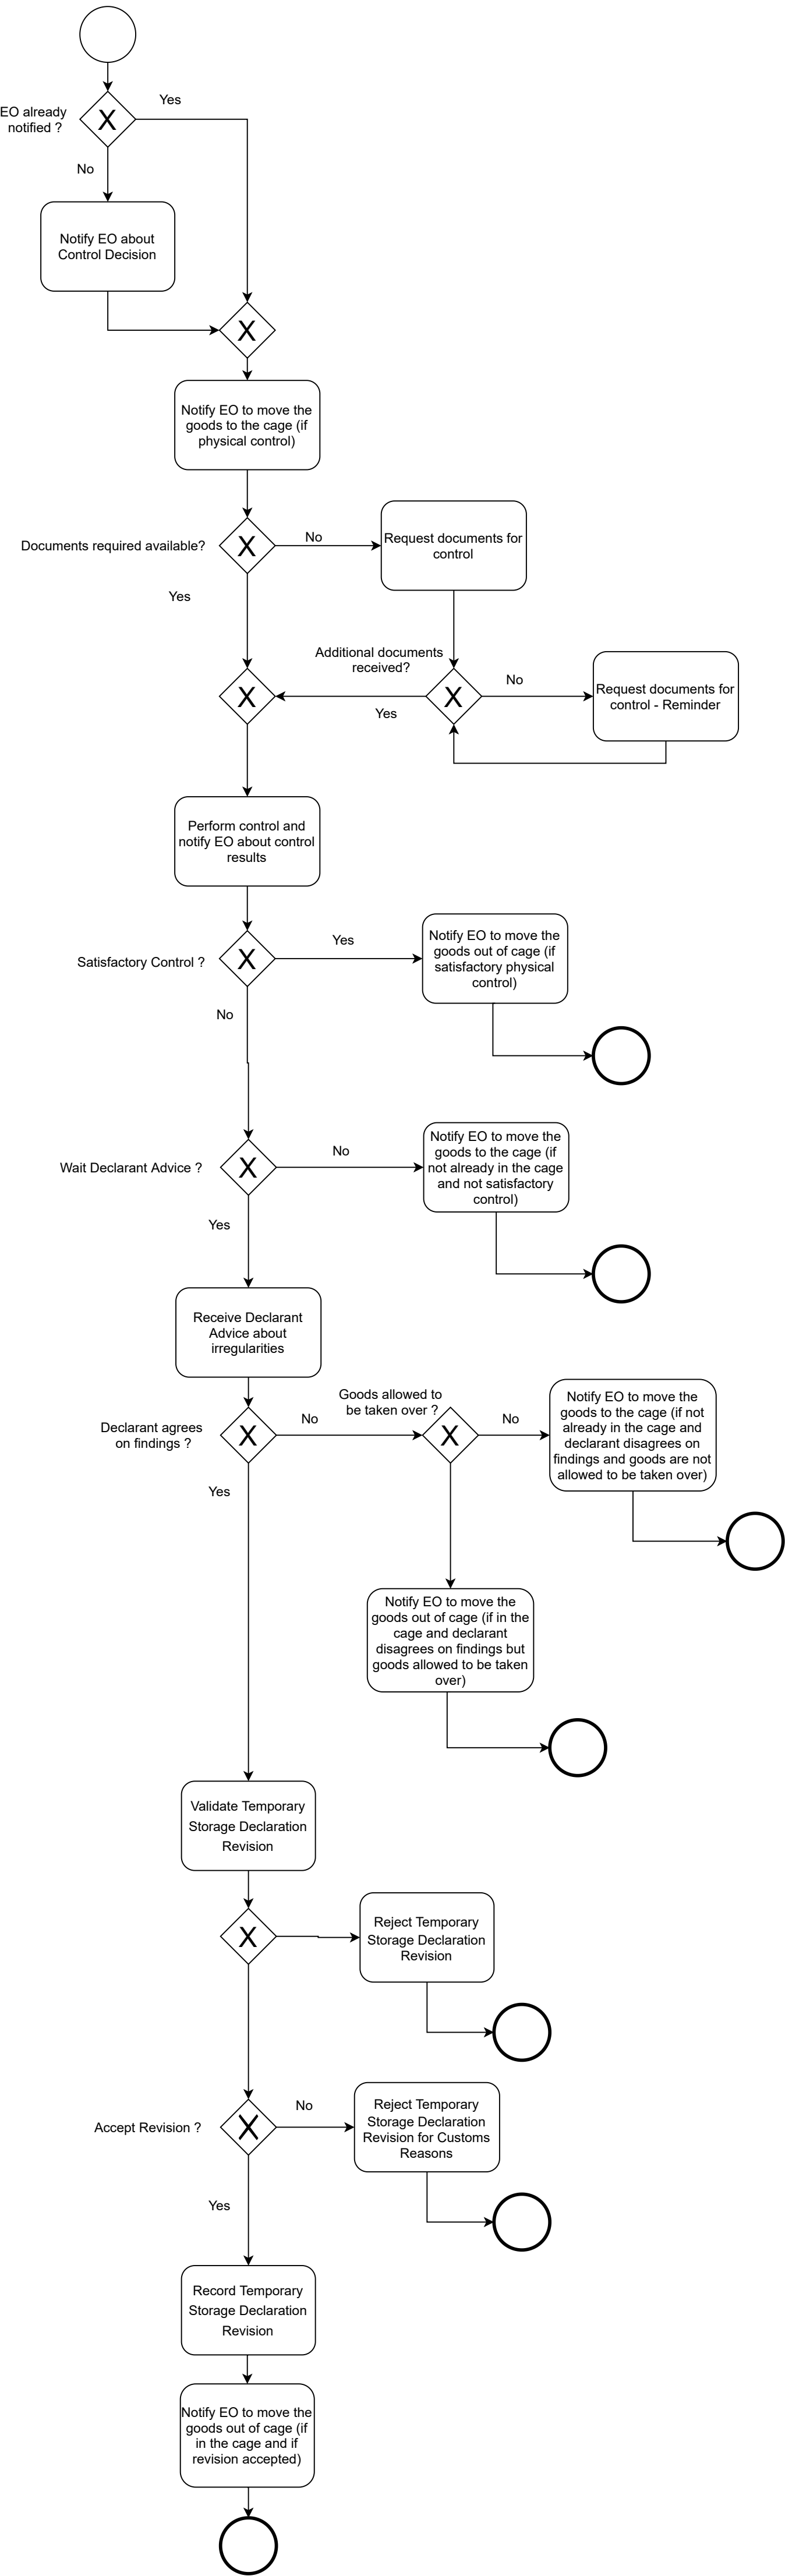 Yes
EO already
notified ?
X
No
Notify EO about
Control Decision
X
Notify EO to move the
goods to the cage (if
physical control)
Documents required available?
X
No
Request documents for
control
Yes
Additional documents
received?
X
X
No
Request documents for
control - Reminder
Yes
Perform control and
notify EO about control
results
Satisfactory Control ?
X
Yes
Notify EO to move the
goods out of cage (if
satisfactory physical
control)
No
Wait Declarant Advice ?
X
No
Notify EO to move the
goods to the cage (if
not already in the cage
and not satisfactory
control)
Yes
Receive Declarant
Advice about
irregularities
Declarant agrees
on findings ?
X
No
Goods allowed to
be taken over ?
X
No
Notify EO to move the
goods to the cage (if not
already in the cage and
declarant disagrees on
findings and goods are not
allowed to be taken over)
Yes
Notify EO to move the
goods out of cage (if in the
cage and declarant
disagrees on findings but
goods allowed to be taken
over)
Validate Temporary
Storage Declaration
Revision
X
Reject Temporary
Storage Declaration
Revision
Accept Revision ?
X
No
Reject Temporary
Storage Declaration
Revision for Customs
Reasons
Yes
Record Temporary
Storage Declaration
Revision
Notify EO to move the
goods out of cage (if
in the cage and if
revision accepted)